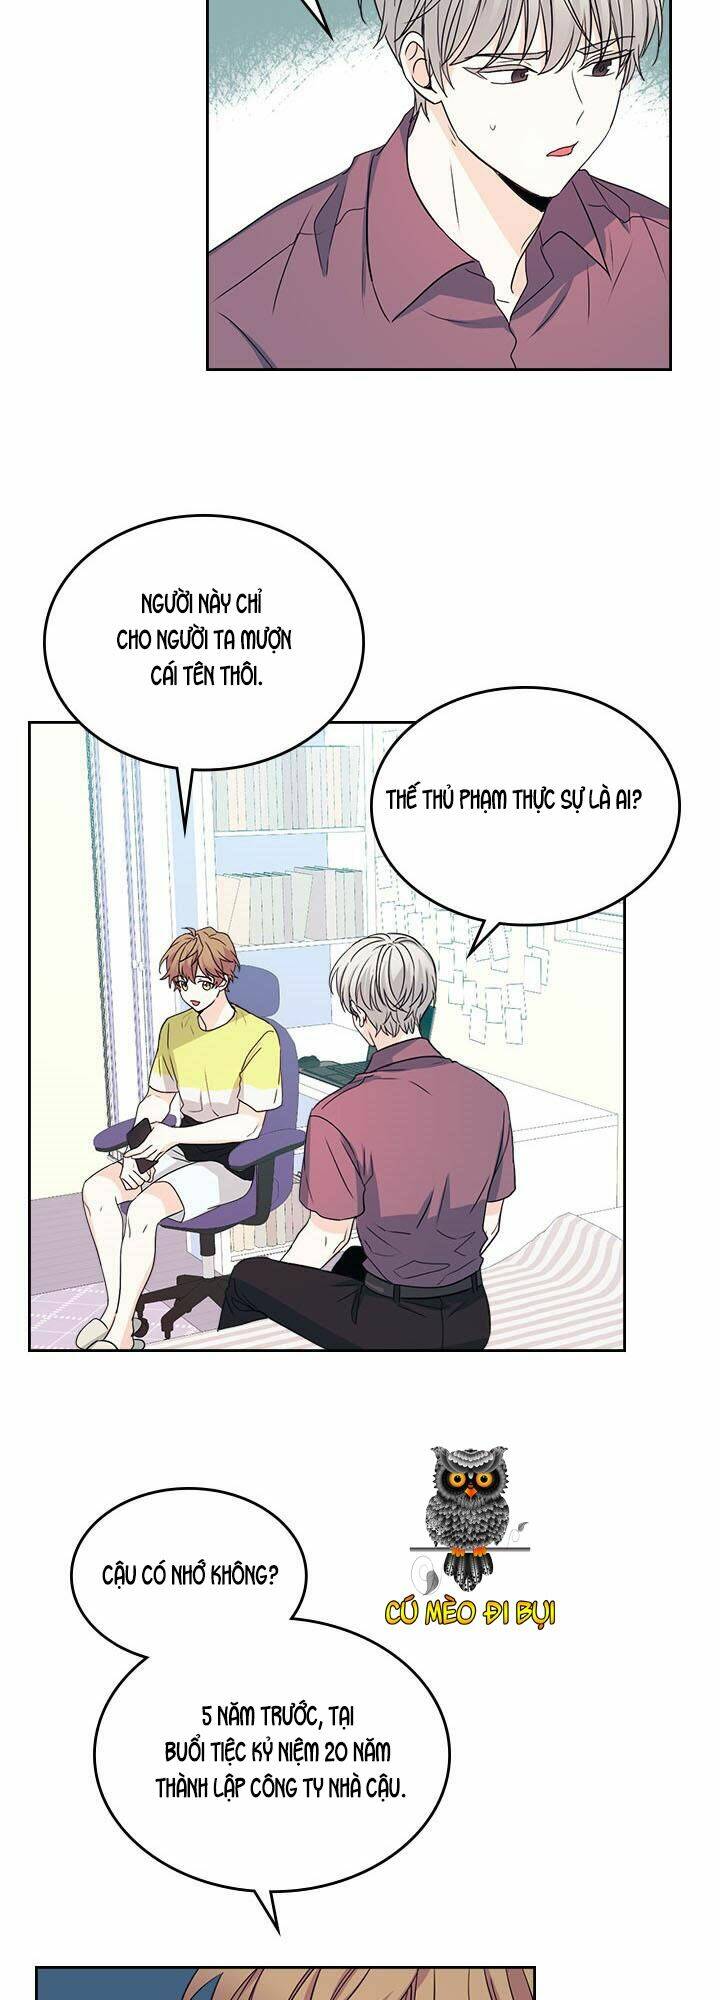 NGƯỜI NÀY CHỈ
CHO NGƯỜI TA MƯỢN
CÁI TÊN THÔI.
THẾ THỦ PHẠM THỰC SỰ LÀ AI?
CẬU CÓ NHỚ KHÔNG?
CÚ MÈO ĐI BỤI
5 NĂM TRƯỚC, TẠI
BUỔI TIỆC KỶ NIỆM 20 NĂM
THÀNH LẬP CÔNG TY NHÀ CẬU.